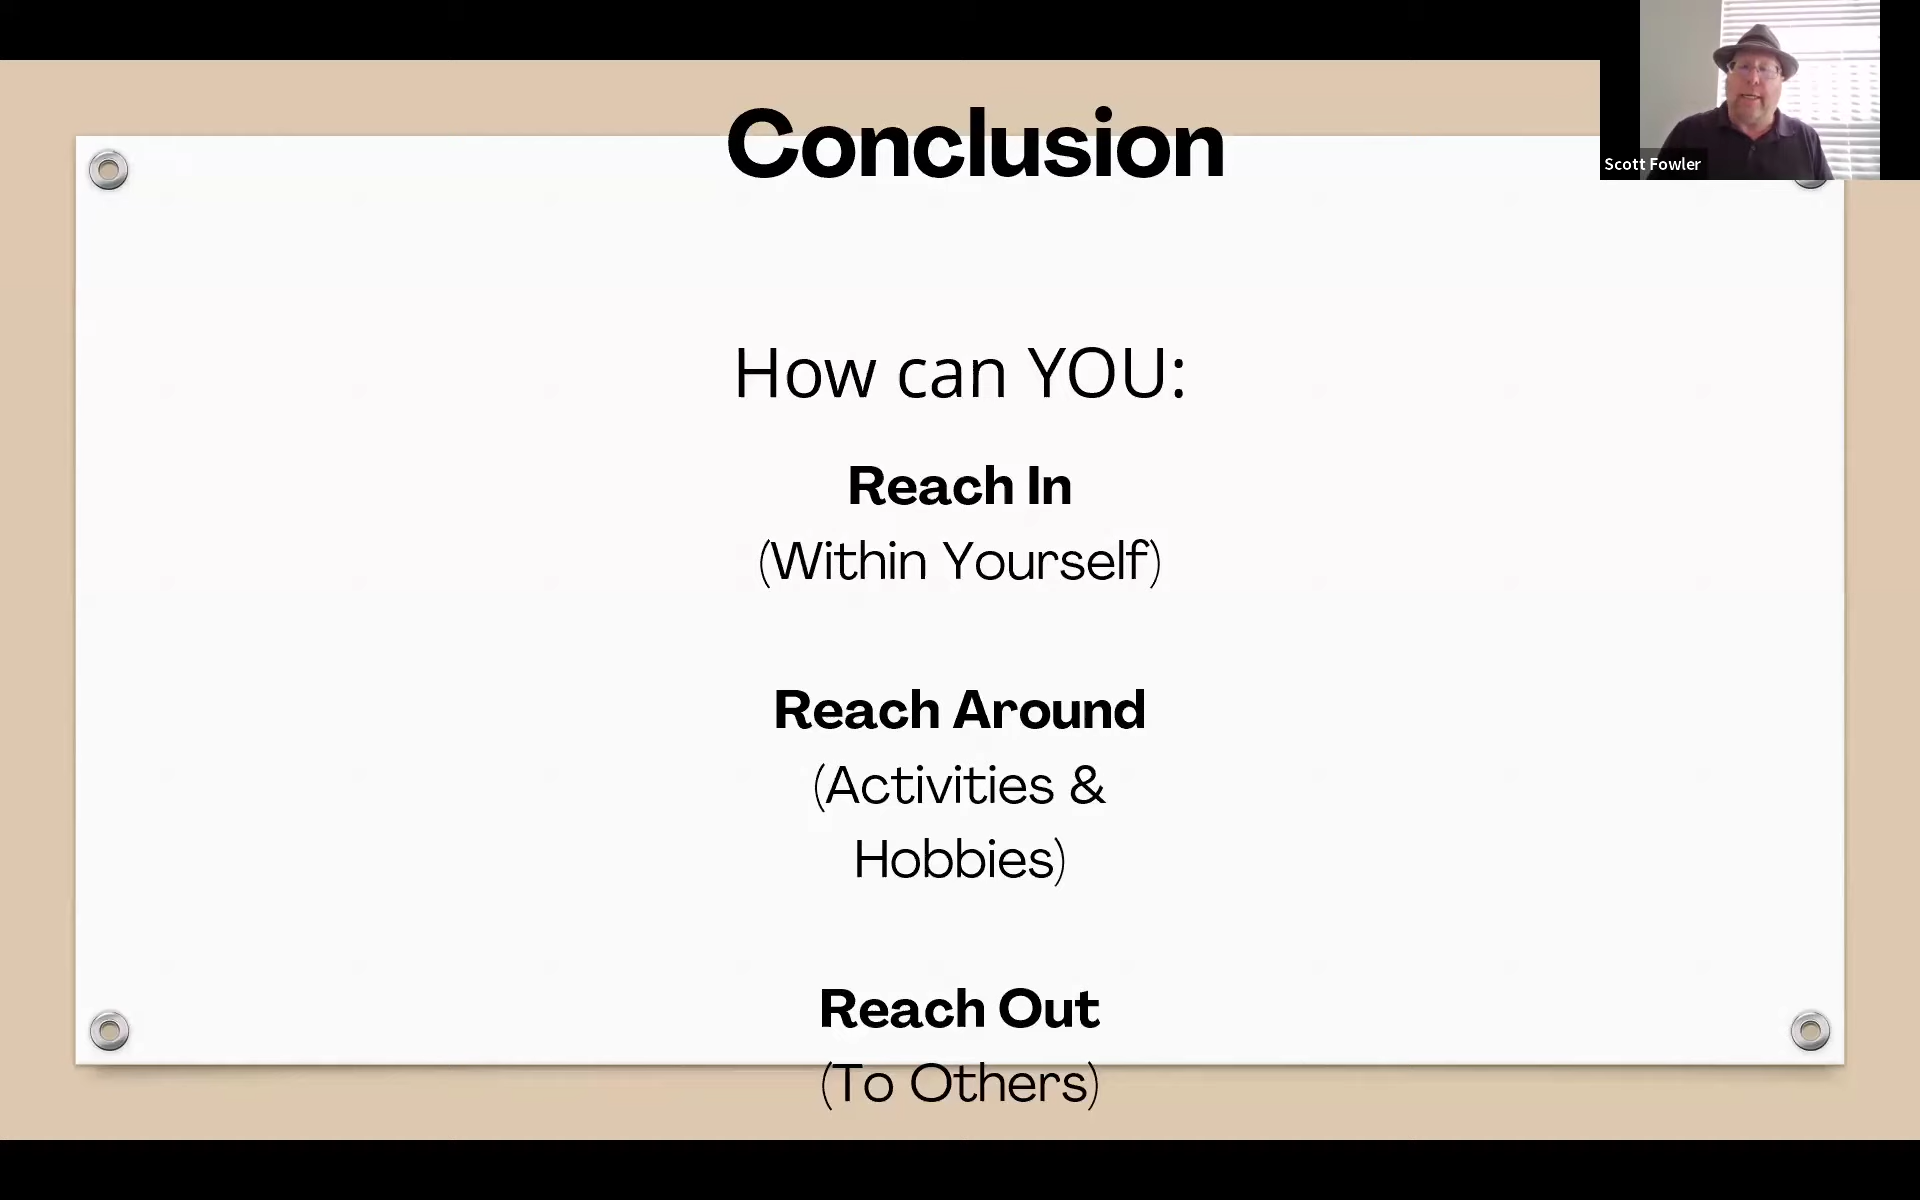 Conclusion
Scott Fowler
How can YOU:
Reach In
(Within Yourself)
Reach Around
(Activities &
Hobbies)
Reach Out
(To Others)